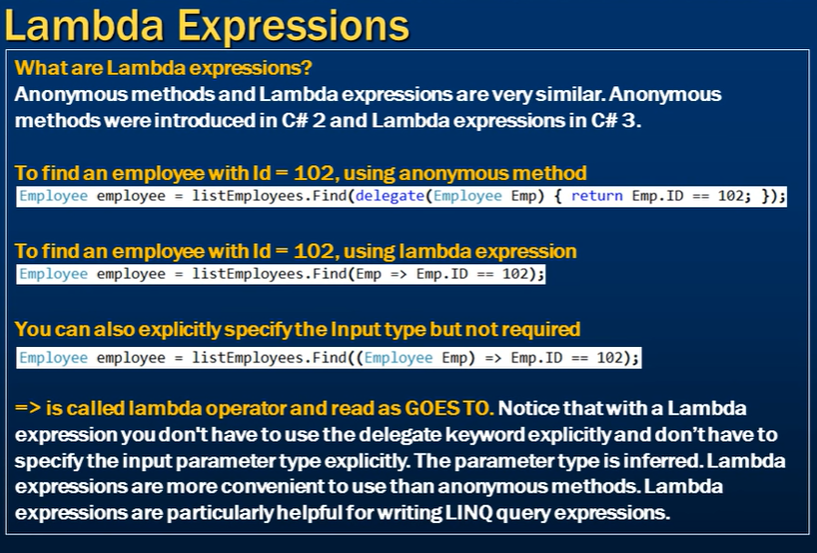 Lambda Expressions
What are Lambda expressions?
Anonymous methods and Lambda expressions are very similar. Anonymous
methods were introduced in C# 2 and Lambda expressions in C# 3.
To find an employee with Id = 102, using anonymous method
Employee employee = listEmployees.Find(delegate(Employee Emp) { return Emp.ID == 102; });
To find an employee with Id = 102, using lambda expression
Employee employee = listEmployees.Find(Emp => Emp.ID == 102);
You can also explicitly specify the Input type but not required
Employee employee = listEmployees.Find((Employee Emp) => Emp.ID == 102);
=> is called lambda operator and read as GOES TO. Notice that with a Lambda
expression you don't have to use the delegate keyword explicitly and don’t have to
specify the input parameter type explicitly. The parameter type is inferred. Lambda
expressions are more convenient to use than anonymous methods. Lambda
expressions are particularly helpful for writing LINQ query expressions.